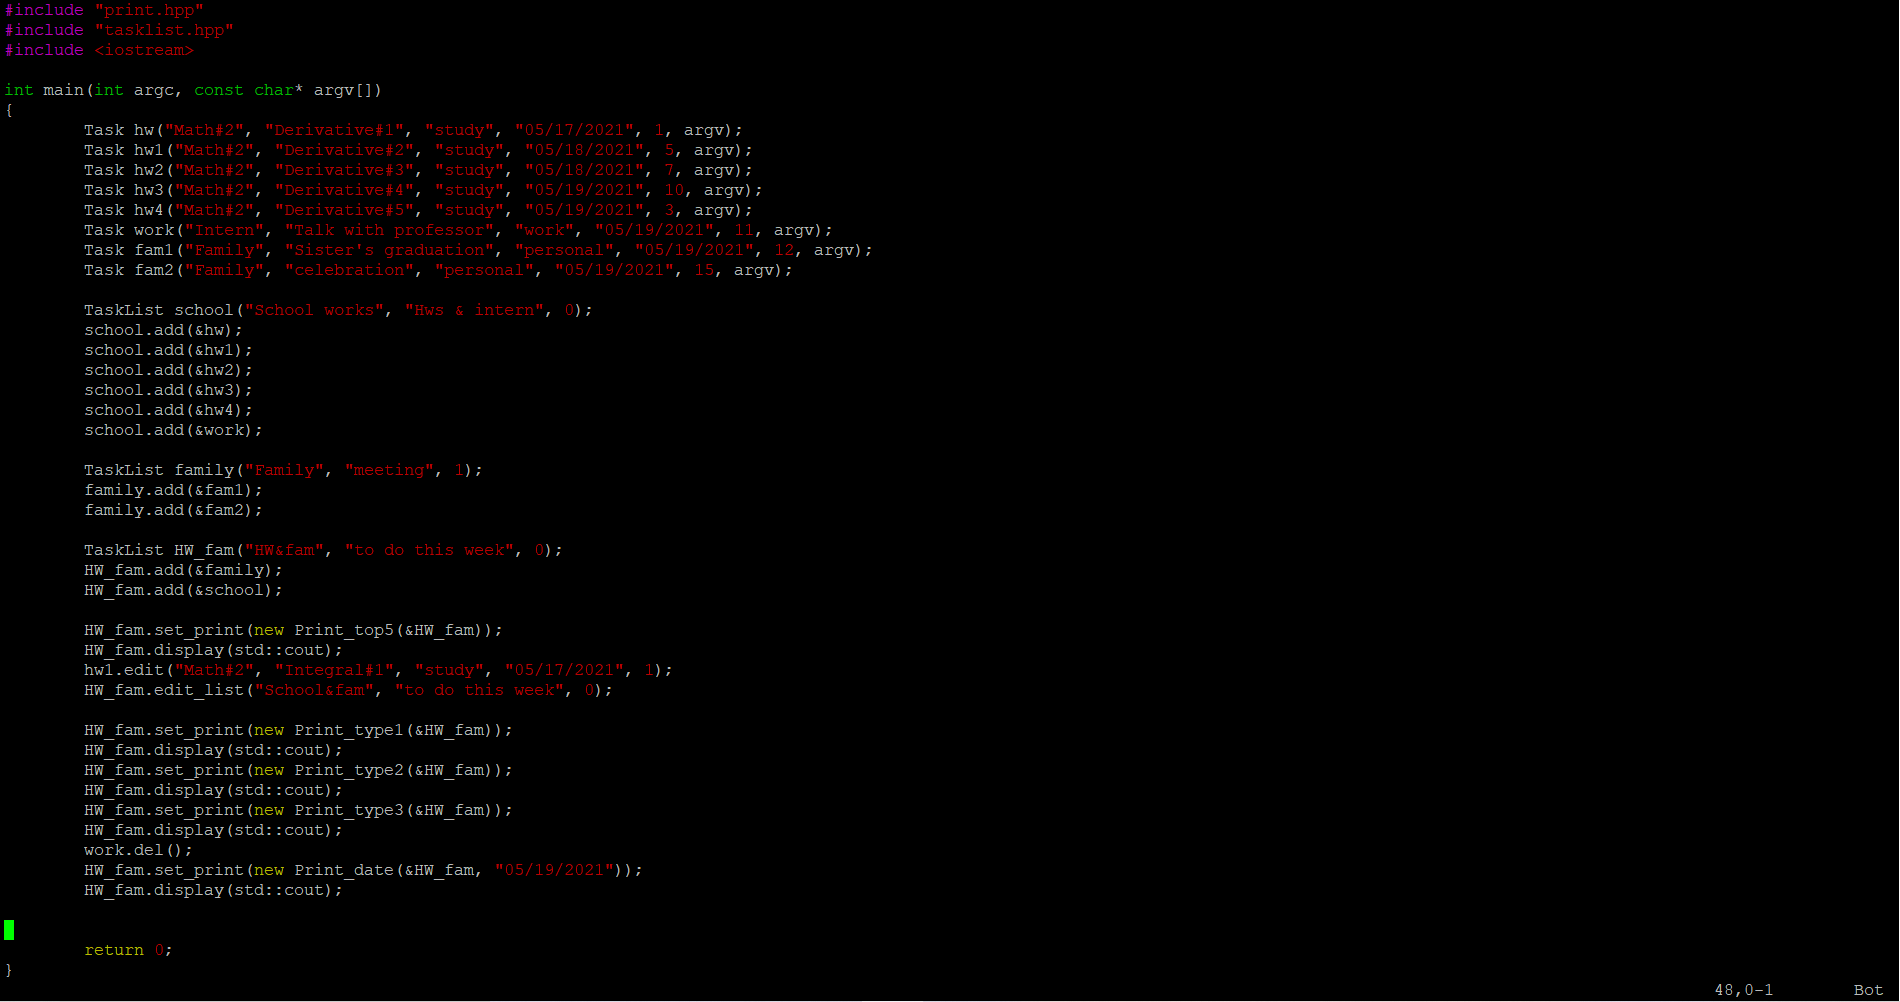 #include "print.hpp"
#include "tasklist.hpp"
#include <iostream>

int main(int argc, const char* argv[])
{
        Task hw("Math#2", "Derivative#1", "study", "05/17/2021", 1, argv);
        Task hw1("Math#2", "Derivative#2", "study", "05/18/2021", 5, argv);
        Task hw2("Math#2", "Derivative#3", "study", "05/18/2021", 7, argv);
        Task hw3("Math#2", "Derivative#4", "study", "05/19/2021", 10, argv);
        Task hw4("Math#2", "Derivative#5", "study", "05/19/2021", 3, argv);
        Task work("Intern", "Talk with professor", "work", "05/19/2021", 11, argv);
        Task fam1("Family", "Sister's graduation", "personal", "05/19/2021", 12, argv);
        Task fam2("Family", "celebration", "personal", "05/19/2021", 15, argv);

        TaskList school("School works", "Hws & intern", 0);
        school.add(&hw);
        school.add(&hw1);
        school.add(&hw2);
        school.add(&hw3);
        school.add(&hw4);
        school.add(&work);

        TaskList family("Family", "meeting", 1);
        family.add(&fam1);
        family.add(&fam2);

        TaskList HW_fam("HW&fam", "to do this week", 0);
        HW_fam.add(&family);
        HW_fam.add(&school);

        HW_fam.set_print(new Print_top5(&HW_fam));
        HW_fam.display(std::cout);
        hw1.edit("Math#2", "Integral#1", "study", "05/17/2021", 1);
        HW_fam.edit_list("School&fam", "to do this week", 0);

        HW_fam.set_print(new Print_type1(&HW_fam));
        HW_fam.display(std::cout);
        HW_fam.set_print(new Print_type2(&HW_fam));
        HW_fam.display(std::cout);
        HW_fam.set_print(new Print_type3(&HW_fam));
        HW_fam.display(std::cout);
        work.del();
        HW_fam.set_print(new Print_date(&HW_fam, "05/19/2021"));
        HW_fam.display(std::cout);

        return 0;
}
48,0-1 Bot